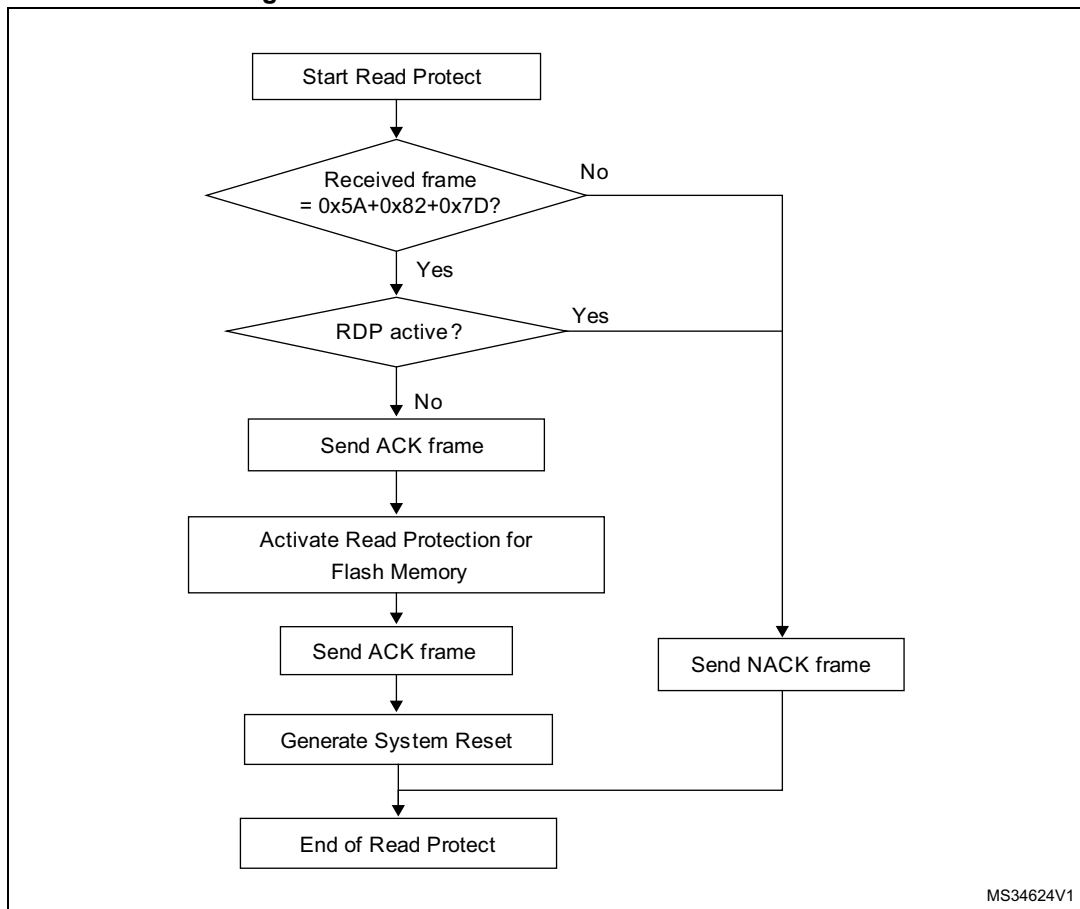 Start Read Protect
Received frame
= 0x5A+0x82+0x7D?
No
Yes
RDP active?
Yes
No
Send ACK frame
Activate Read Protection for
Flash Memory
Send ACK frame
Send NACK frame
Generate System Reset
End of Read Protect
MS34624V1